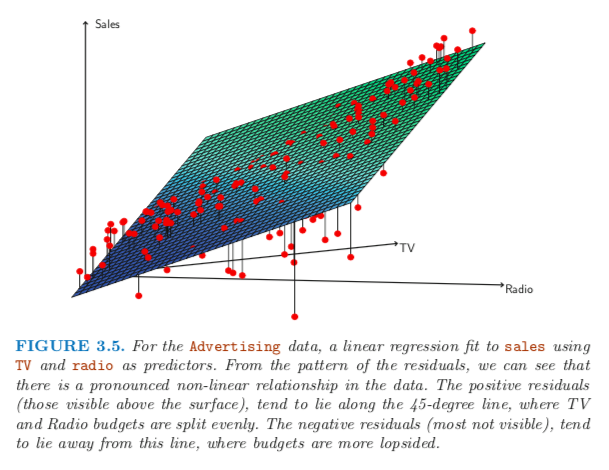 Sales
TV
Radio
FIGURE 3.5. For the Advertising data, a linear regression fit to sales using
TV and radio as predictors. From the pattern of the residuals, we can see that
there is a pronounced non-linear relationship in the data. The positive residuals
(those visible above the surface), tend to lie along the 45-degree line, where TV
and Radio budgets are split evenly. The negative residuals (most not visible), tend
to lie away from this line, where budgets are more lopsided.